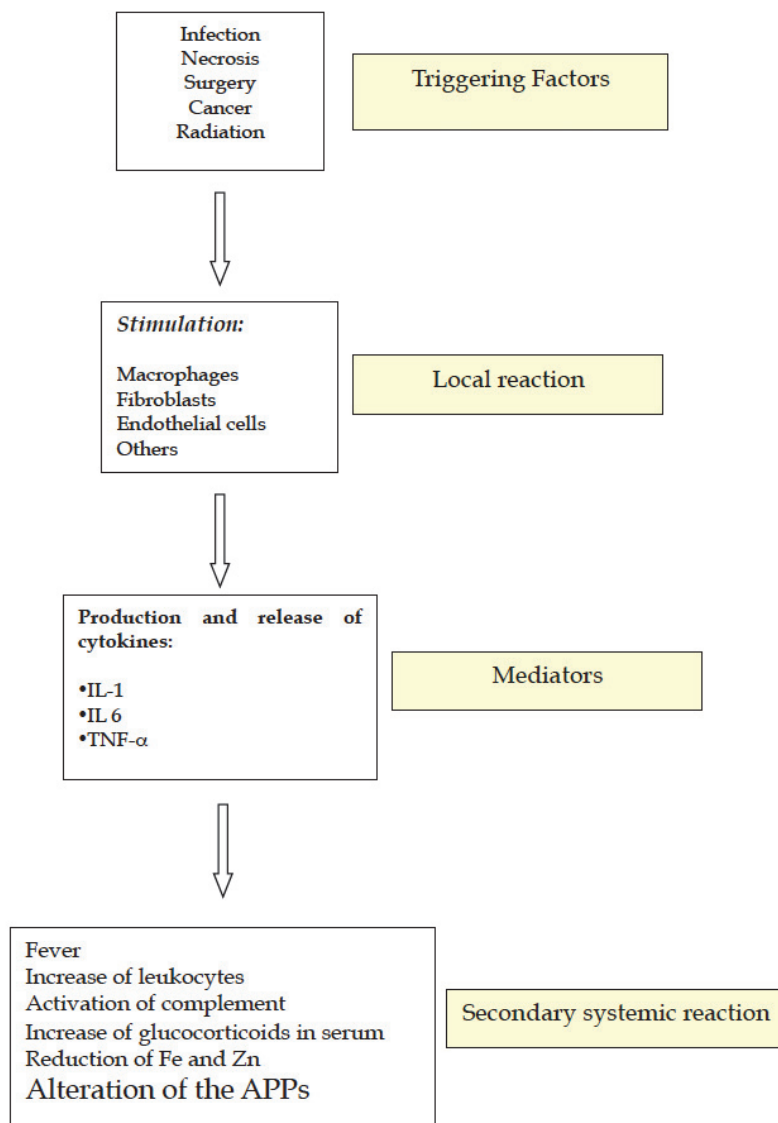 Infection
Necrosis
Surgery
Cancer
Radiation
Triggering Factors
Stimulation:
Macrophages
Fibroblasts
Endothelial cells
Others
Local reaction
Production and release of
cytokines:
•IL-1
•IL 6
•TNF-α
Mediators
Fever
Increase of leukocytes
Activation of complement
Increase of glucocorticoids in serum
Reduction of Fe and Zn
Alteration of the APPs
Secondary systemic reaction